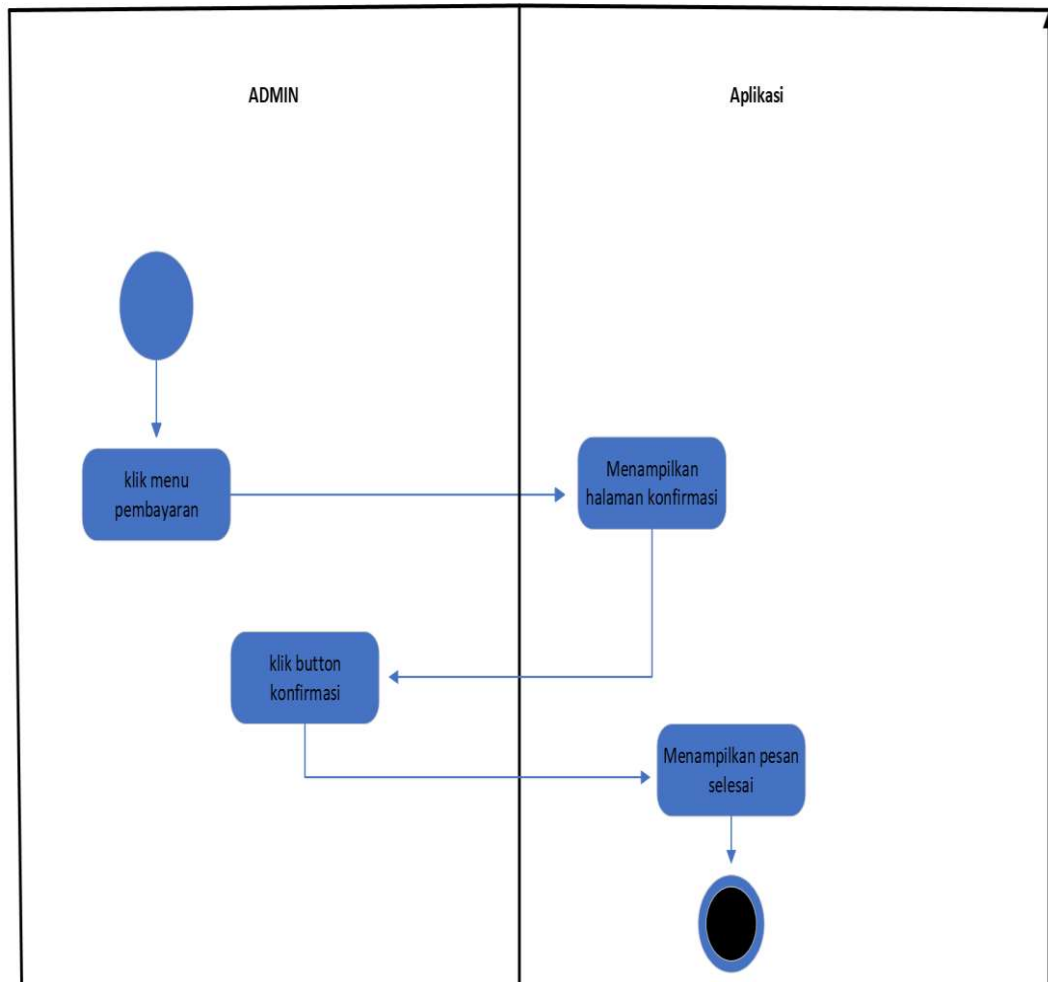 ADMIN
Aplikasi
klik menu
pembayaran
Menampilkan
halaman konfirmasi
klik button
konfirmasi
Menampilkan pesan
selesai